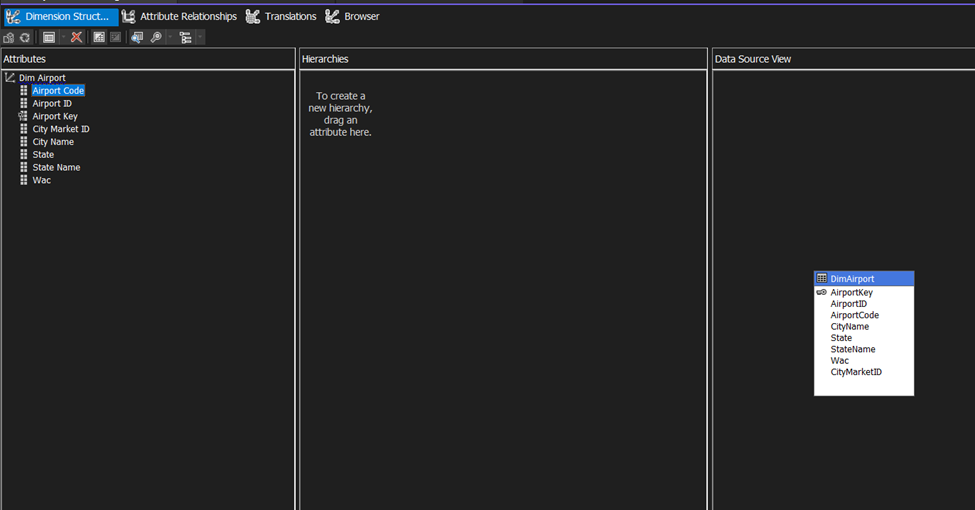 Dimension Struct... Attribute Relationships Translations Browser
Attributes
Dim Airport
Airport Code
Airport ID
Airport Key
City Market ID
City Name
State
State Name
Wac
Hierarchies
To create a
new hierarchy,
drag an
attribute here.
Data Source View
DimAirport
AirportKey
AirportID
AirportCode
CityName
State
StateName
Wac
CityMarketID